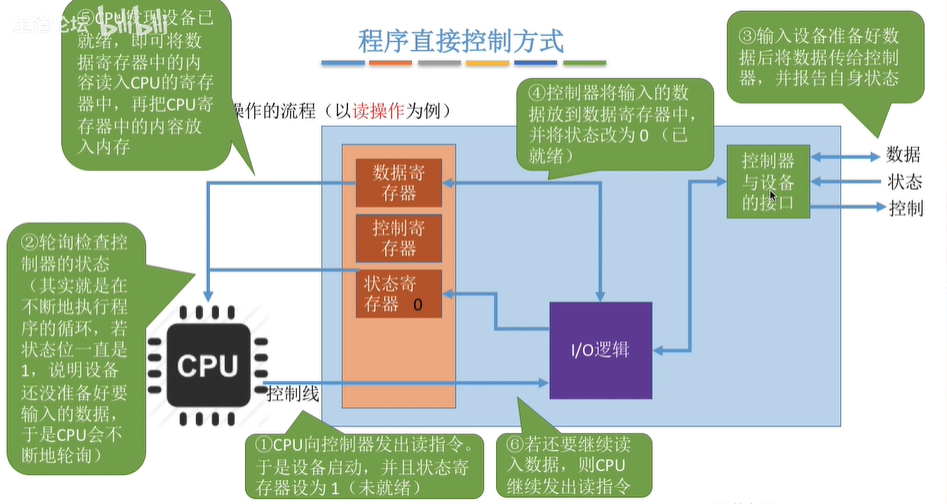 王道论坛 bilibili
程序直接控制方式
操作的流程（以读操作为例）
⑤CPU发现设备已
就绪，即可将数
据寄存器中的内
容读入CPU的寄存
器中，再把CPU寄
存器中的内容放
入内存
④控制器将输入的数
据放到数据寄存器中，
并将状态改为 0 （已
就绪）
③输入设备准备好数
据后将数据传给控制
器，并报告自身状态
数据寄
存器
控制寄
存器
状态寄
存器 0
控制器
与设备
的接口
数据
状态
控制
②轮询检查控
制器的状态
（其实就是在
不断地执行程
序的循环，若
状态位一直是
1，说明设备
还没准备好要
输入的数据，
于是CPU会不
断地轮询）
CPU
I/O逻辑
控制线
①CPU向控制器发出读指令。
于是设备启动，并且状态寄
存器设为 1（未就绪）
⑥若还要继续读
入数据，则CPU
继续发出读指令